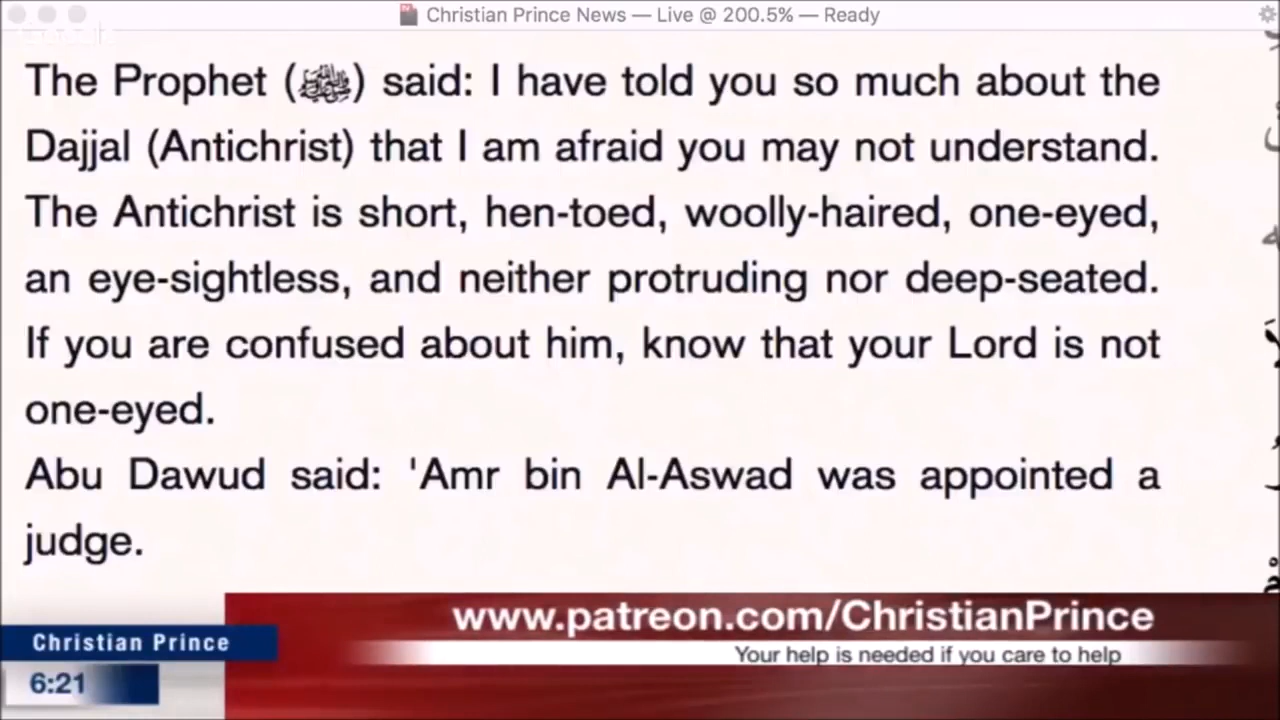 Christian Prince News — Live @ 200.5% — Ready
The Prophet (ﷺ) said: I have told you so much about the
Dajjal (Antichrist) that I am afraid you may not understand.
The Antichrist is short, hen-toed, woolly-haired, one-eyed,
an eye-sightless, and neither protruding nor deep-seated.
If you are confused about him, know that your Lord is not
one-eyed.
Abu Dawud said: 'Amr bin Al-Aswad was appointed a
judge.
www.patreon.com/ChristianPrince
Your help is needed if you care to help
Christian Prince
6:21